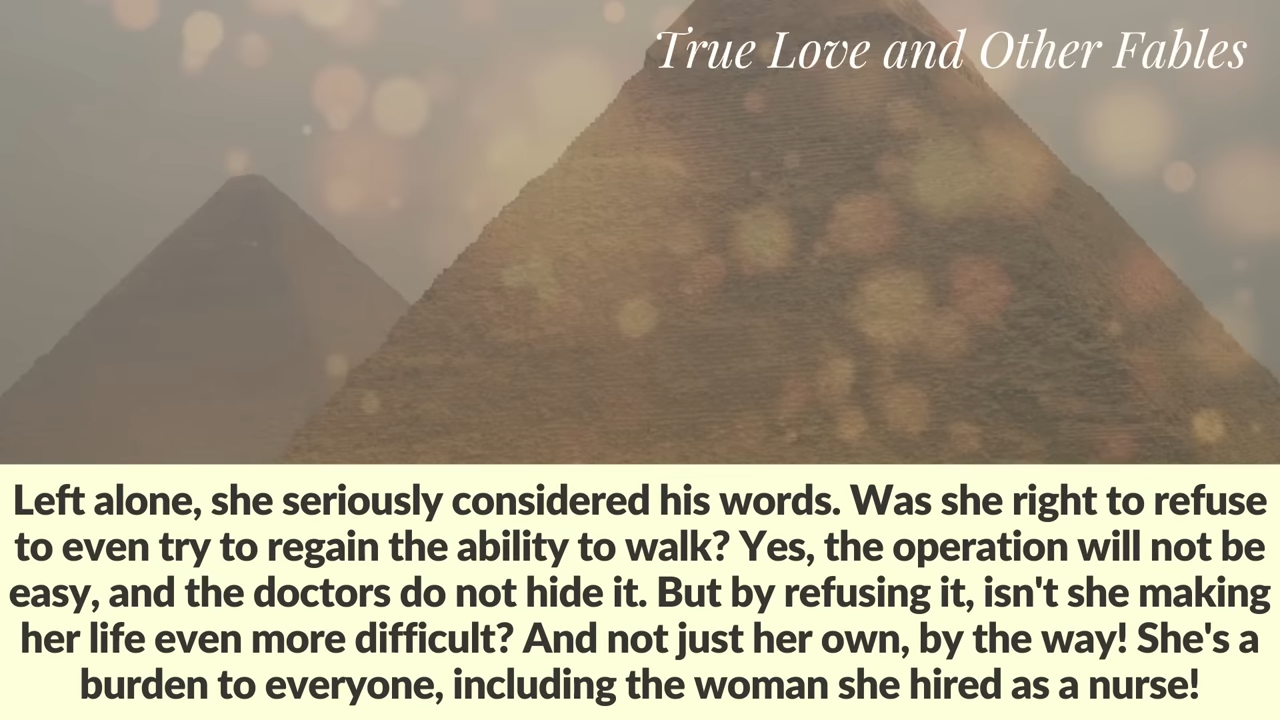 True Love and Other Fables
Left alone, she seriously considered his words. Was she right to refuse
to even try to regain the ability to walk? Yes, the operation will not be
easy, and the doctors do not hide it. But by refusing it, isn't she making
her life even more difficult? And not just her own, by the way! She's a
burden to everyone, including the woman she hired as a nurse!